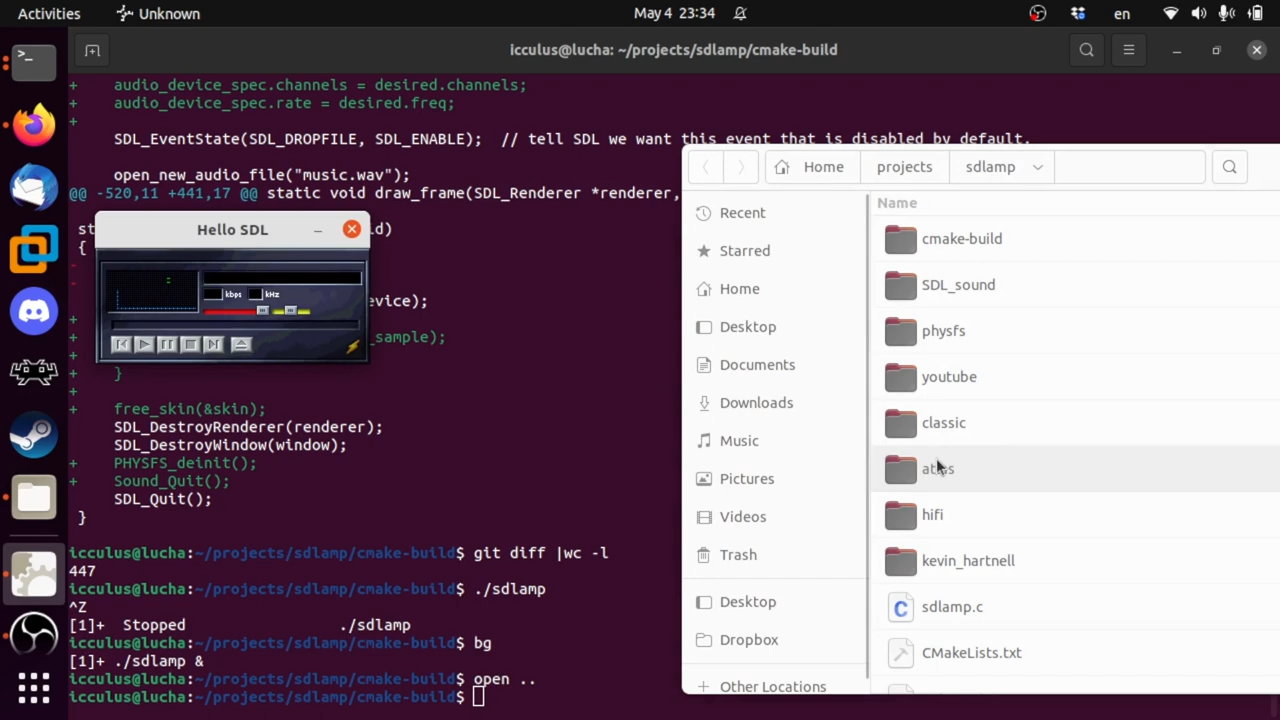 Activities
Unknown
May 4 23:34
en
icculus@lucha: ~/projects/sdlamp/cmake-build
+ audio_device_spec.channels = desired.channels;
+ audio_device_spec.rate = desired.freq;
+
SDL_EventState(SDL_DROPFILE, SDL_ENABLE);  // tell SDL we want this event that is disabled by default.
open_new_audio_file("music.wav");
@@ -520,11 +441,17 @@ static void draw_frame(SDL_Renderer *renderer,
st
d)
{
-
-
evice);
+
+ _sample);
+
+ }
+
+ free_skin(&skin);
SDL_DestroyRenderer(renderer);
SDL_DestroyWindow(window);
+ PHYSFS_deinit();
+ Sound_Quit();
SDL_Quit();
}
icculus@lucha:~/projects/sdlamp/cmake-build$ git diff |wc -l
447
icculus@lucha:~/projects/sdlamp/cmake-build$ ./sdlamp
^Z
[1]+  Stopped                 ./sdlamp
icculus@lucha:~/projects/sdlamp/cmake-build$ bg
[1]+ ./sdlamp &
icculus@lucha:~/projects/sdlamp/cmake-build$ open ..
icculus@lucha:~/projects/sdlamp/cmake-build$
Hello SDL
kbps
kHz
Home
projects
sdlamp
Recent
Starred
Home
Desktop
Documents
Downloads
Music
Pictures
Videos
Trash
Desktop
Dropbox
+ Other Locations
Name
cmake-build
SDL_sound
physfs
youtube
classic
hifi
kevin_hartnell
C sdlamp.c
CMakeLists.txt